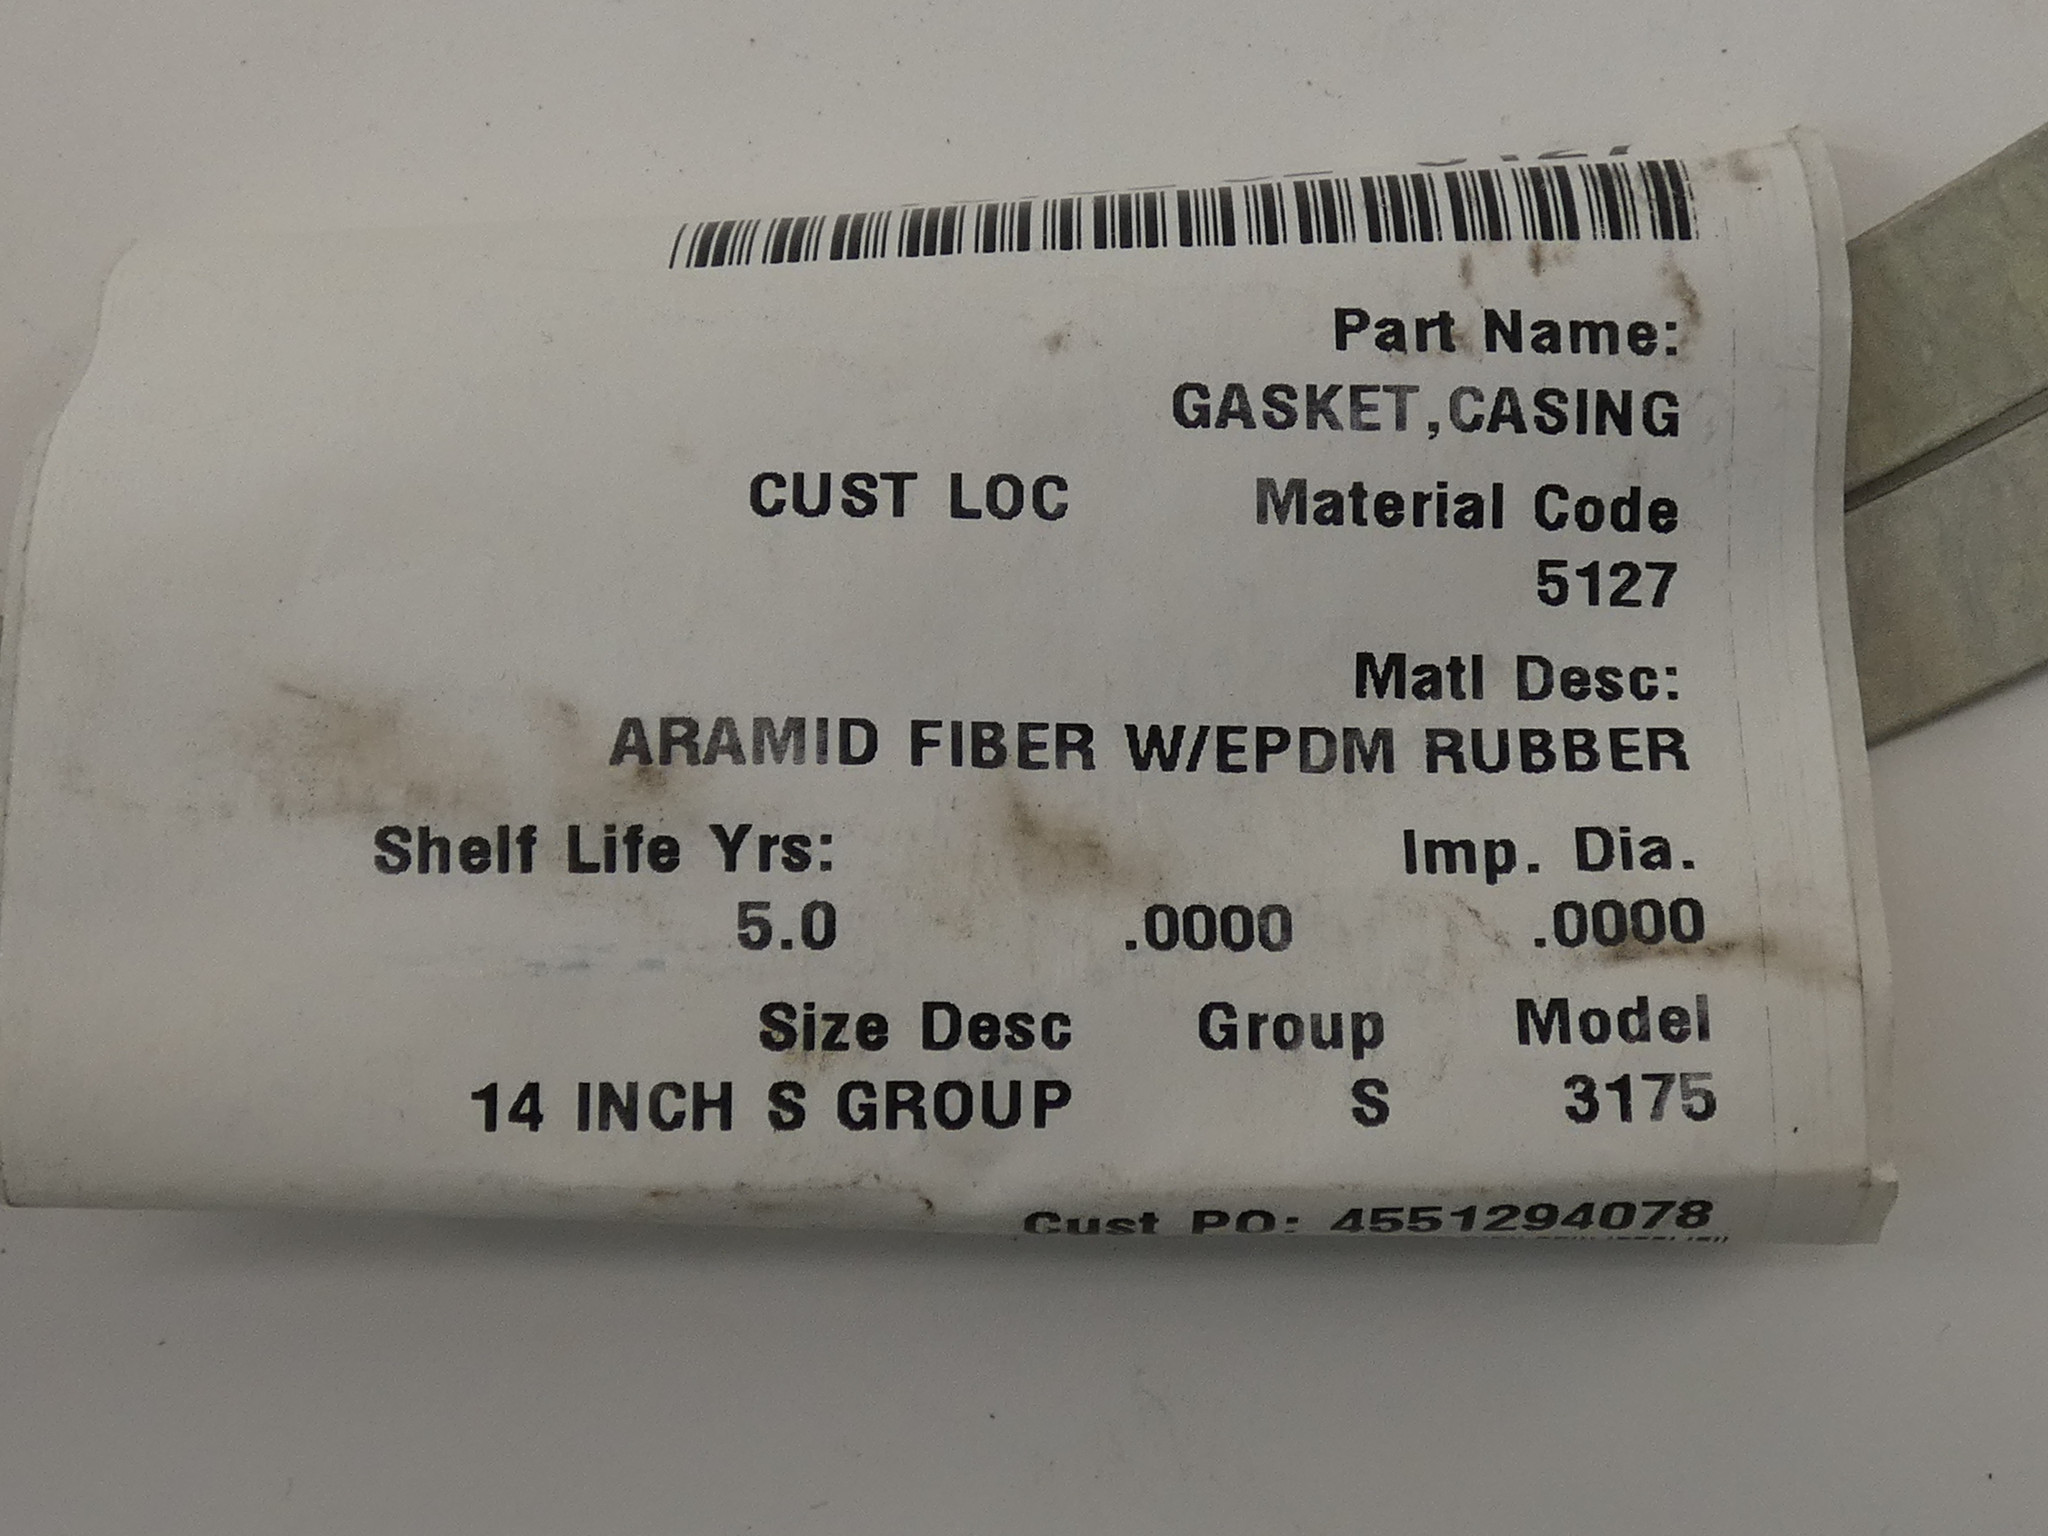 Part Name:
GASKET,CASING
CUST LOC Material Code
5127
Matl Desc:
ARAMID FIBER W/EPDM RUBBER
Shelf Life Yrs: Imp. Dia.
5.0 .0000 .0000
Size Desc Group Model
14 INCH S GROUP S 3175
Cust PO: 4551294078